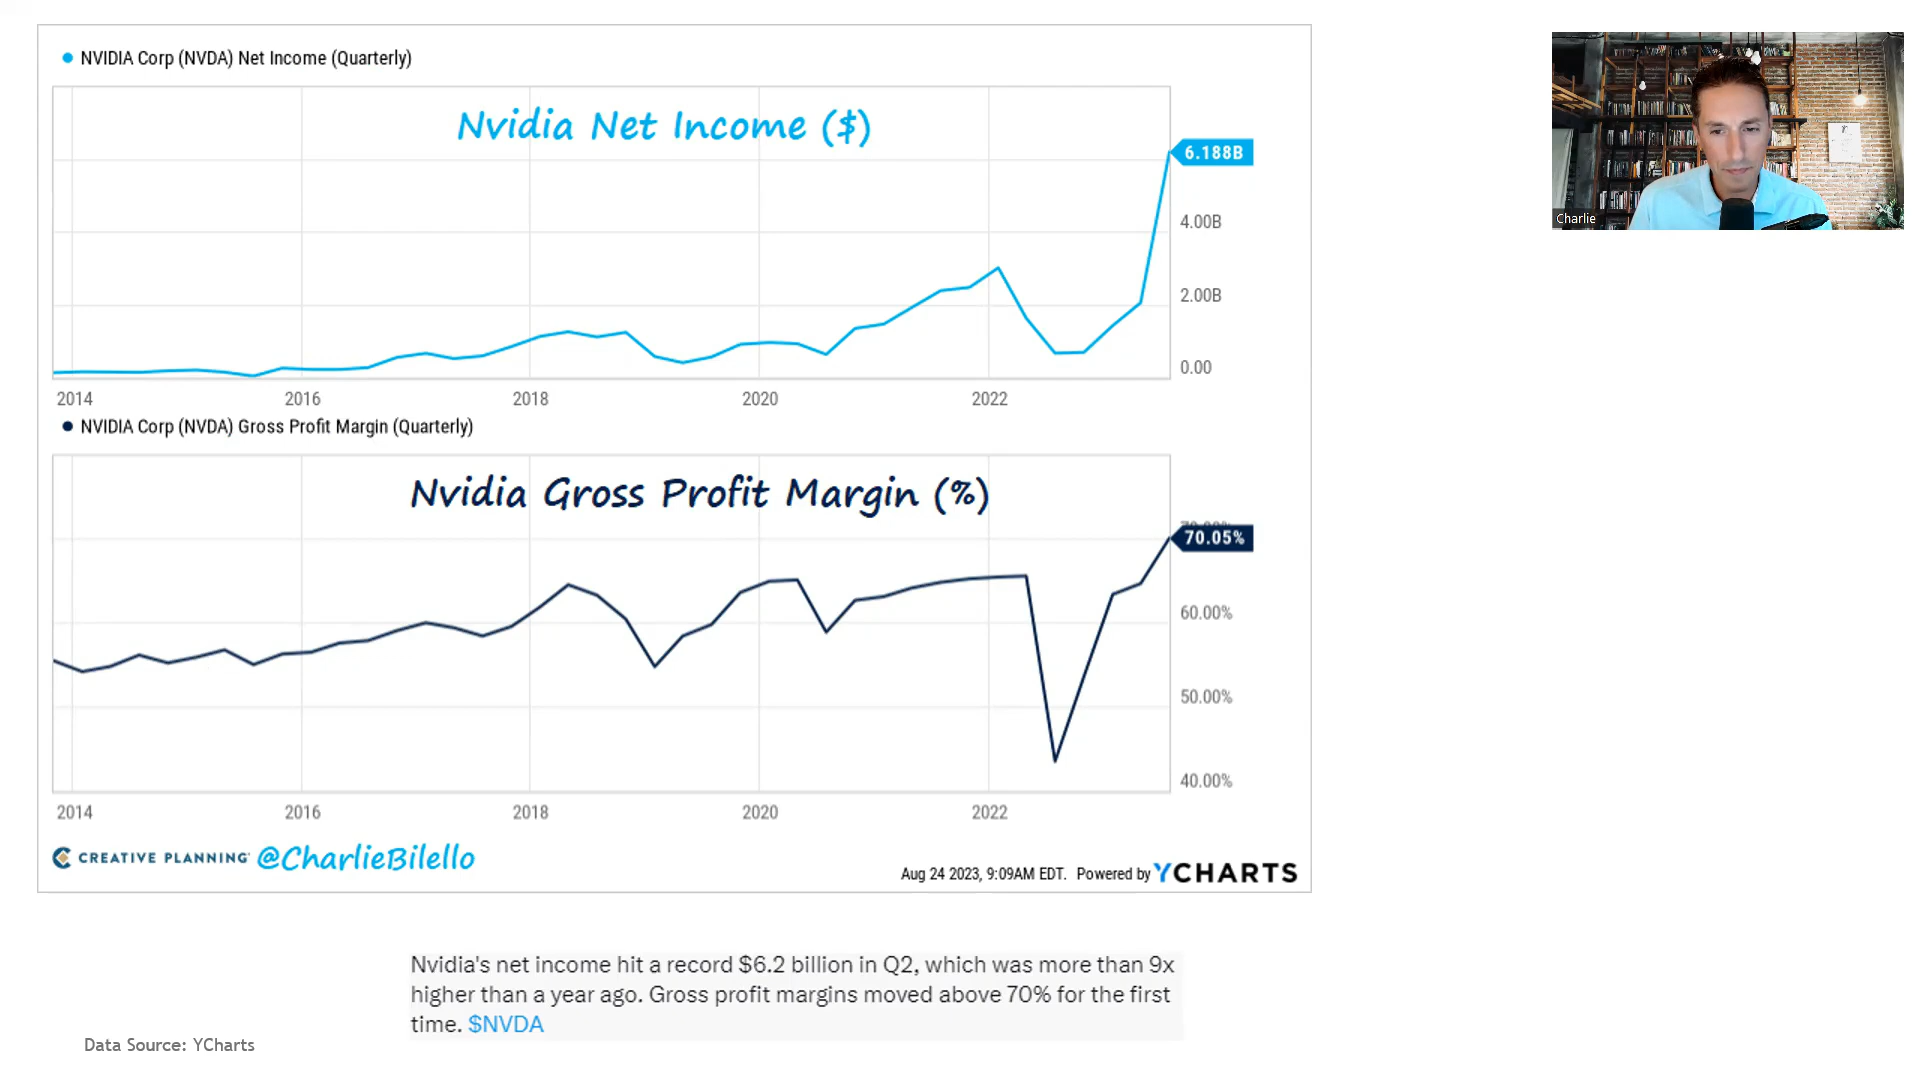 NVIDIA Corp (NVDA) Net Income (Quarterly)
Nvidia Net Income ($)
6.188B
4.00B
2.00B
0.00
2014 2016 2018 2020 2022
NVIDIA Corp (NVDA) Gross Profit Margin (Quarterly)
Nvidia Gross Profit Margin (%)
70.05%
60.00%
50.00%
40.00%
2014 2016 2018 2020 2022
CREATIVE PLANNING @CharlieBilello
Aug 24 2023, 9:09AM EDT. Powered by YCHARTS
Charlie
Nvidia's net income hit a record $6.2 billion in Q2, which was more than 9x
higher than a year ago. Gross profit margins moved above 70% for the first
time. $NVDA
Data Source: YCharts